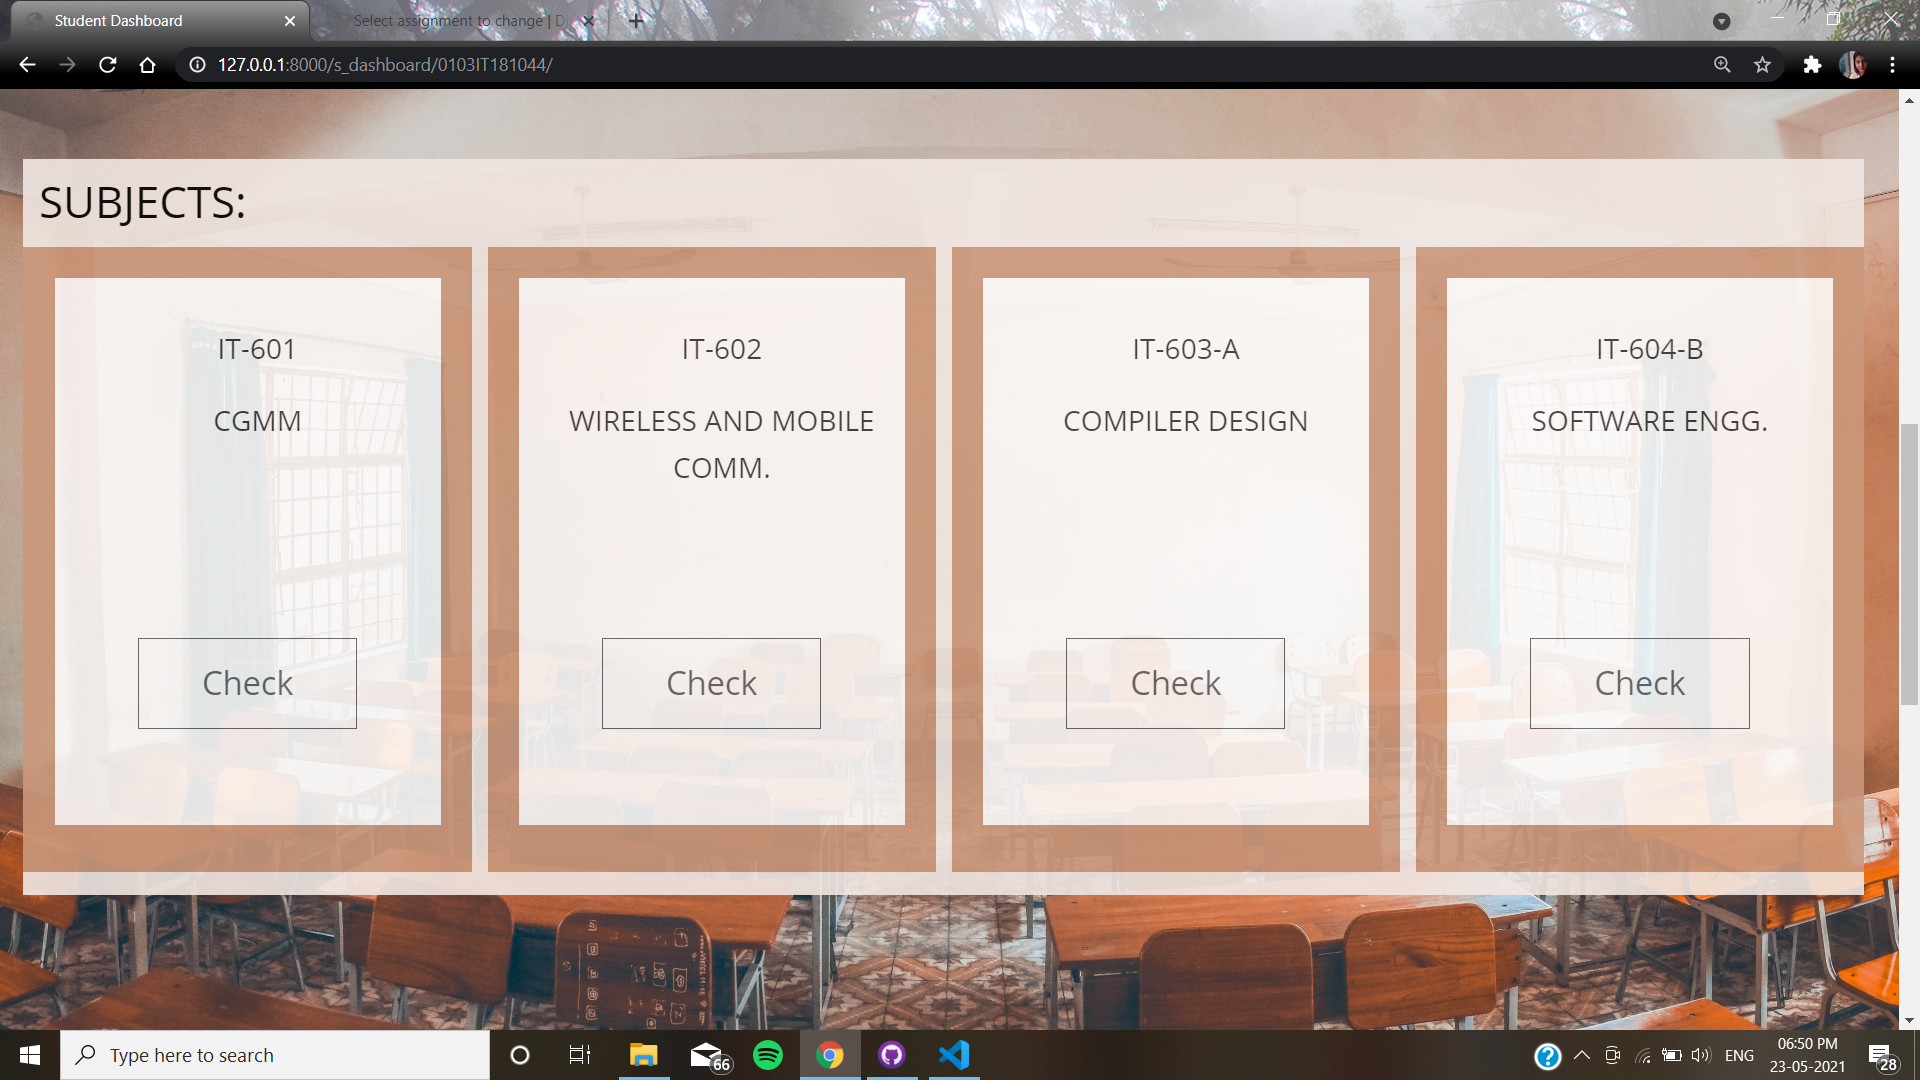 Student Dashboard
Select assignment to change | Dj
127.0.0.1:8000/s_dashboard/0103IT181044/
SUBJECTS:
IT-601
CGMM
Check
IT-602
WIRELESS AND MOBILE
COMM.
Check
IT-603-A
COMPILER DESIGN
Check
IT-604-B
SOFTWARE ENGG.
Check
Type here to search
66
ENG
06:50 PM
23-05-2021
28